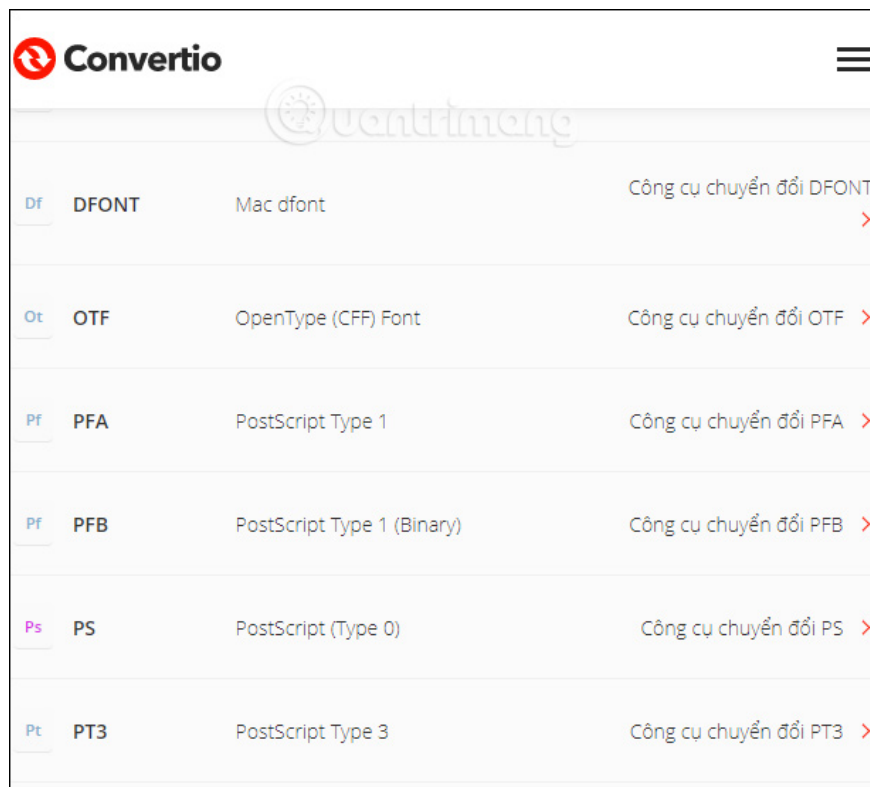 Convertio
Quantrimang
Df DFONT Mac dfont Công cụ chuyển đổi DFONT
Ot OTF OpenType (CFF) Font Công cụ chuyển đổi OTF
Pf PFA PostScript Type 1 Công cụ chuyển đổi PFA
Pf PFB PostScript Type 1 (Binary) Công cụ chuyển đổi PFB
Ps PS PostScript (Type 0) Công cụ chuyển đổi PS
Pt PT3 PostScript Type 3 Công cụ chuyển đổi PT3